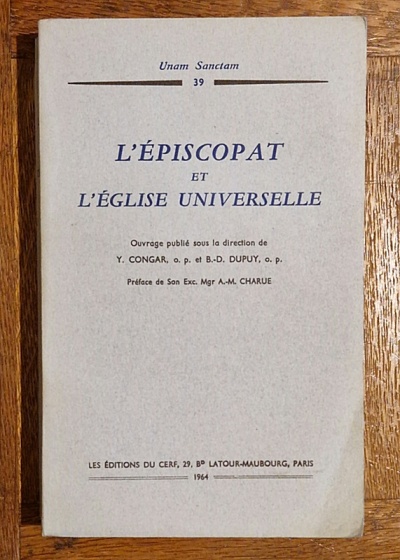 Unam Sanctam
39
L'ÉPISCOPAT
ET
L'ÉGLISE UNIVERSELLE
Ouvrage publié sous la direction de
Y. CONGAR, o. p. et B.-D. DUPUY, o. p.
Préface de Son Exc. Mgr A.-M. CHARUE
LES ÉDITIONS DU CERF, 29, Bᴰ LATOUR-MAUBOURG, PARIS
1964